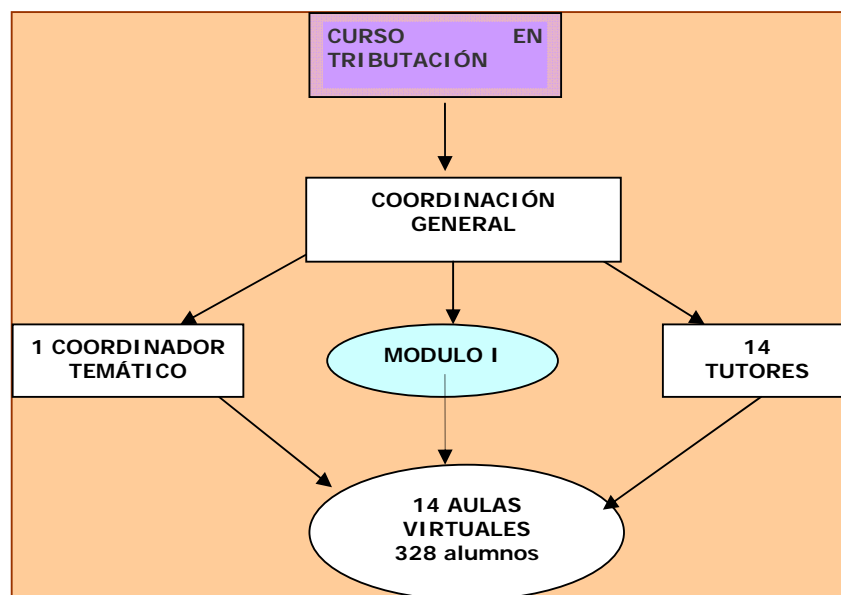 CURSO EN
TRIBUTACIÓN
COORDINACIÓN
GENERAL
1 COORDINADOR
TEMÁTICO
MODULO I
14
TUTORES
14 AULAS
VIRTUALES
328 alumnos